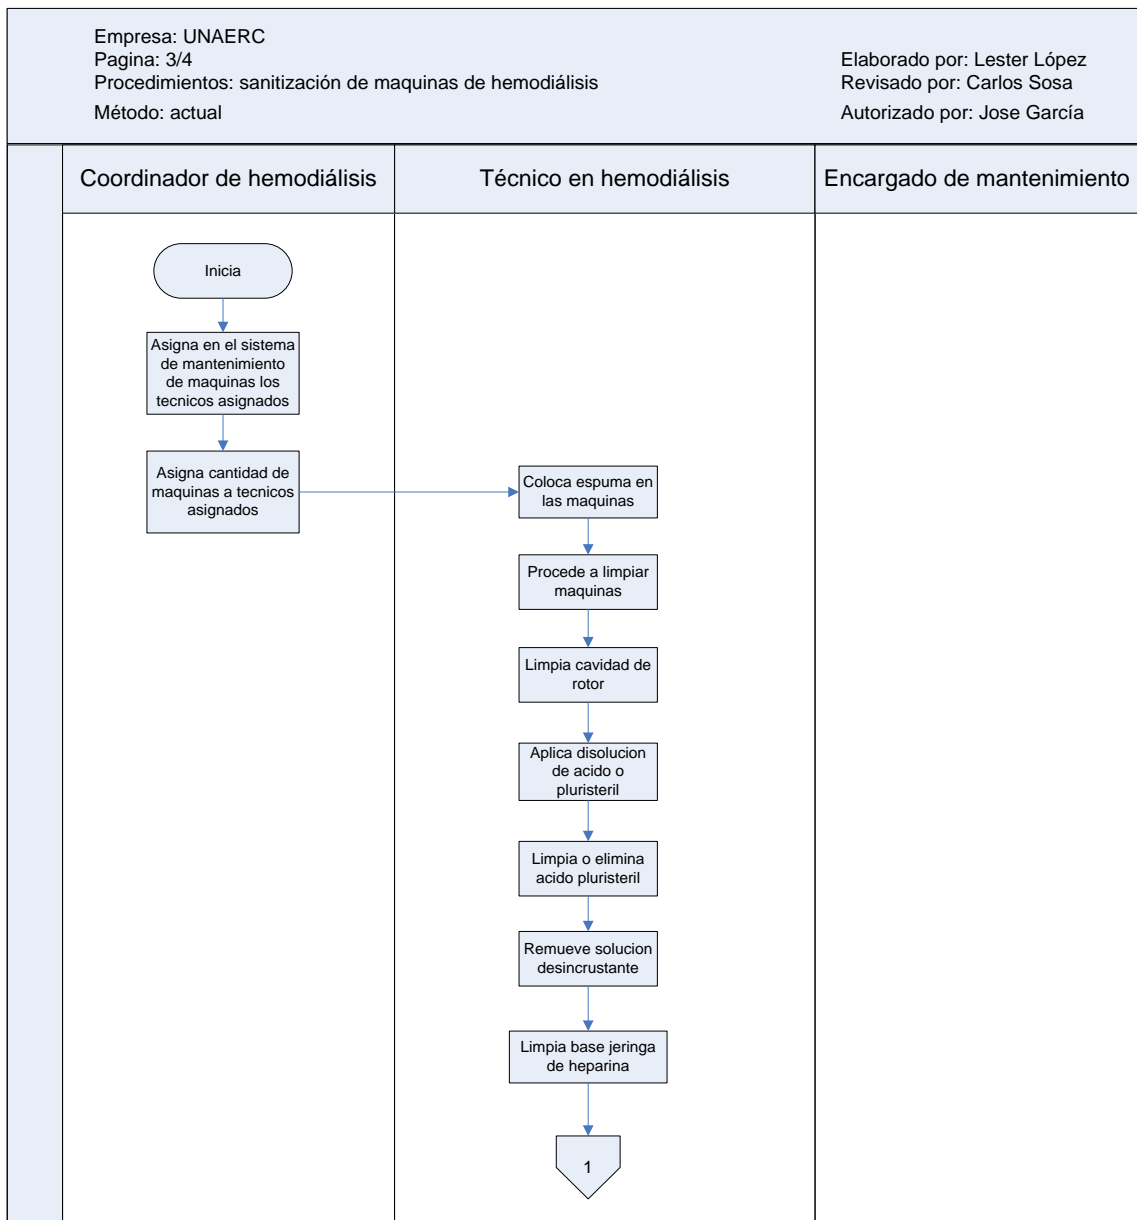 Empresa: UNAERC
Pagina: 3/4
Procedimientos: sanitización de maquinas de hemodiálisis
Método: actual
Elaborado por: Lester López
Revisado por: Carlos Sosa
Autorizado por: Jose García
Coordinador de hemodiálisis
Técnico en hemodiálisis
Encargado de mantenimiento
Inicia
Asigna en el sistema
de mantenimiento
de maquinas los
tecnicos asignados
Asigna cantidad de
maquinas a tecnicos
asignados
Coloca espuma en
las maquinas
Procede a limpiar
maquinas
Limpia cavidad de
rotor
Aplica disolucion
de acido o
pluristeril
Limpia o elimina
acido pluristeril
Remueve solucion
desincrustante
Limpia base jeringa
de heparina
1